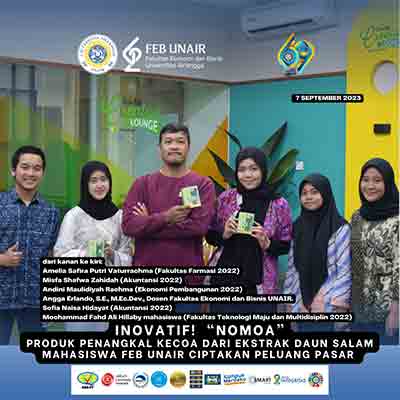 FEB UNAIR
Fakultas Ekonomi dan Bisnis
Universitas Airlangga
7 SEPTEMBER 2023
LOUNGE
dari kanan ke kiri:
Amelia Safira Putri Vaturrachma (Fakultas Farmasi 2022)
Misfa Shafwa Zahidah (Akuntansi 2022)
Andini Maulidiyah Rachma (Ekonomi Pembangunan 2022)
Angga Erlando, S.E., M.Ec.Dev., Dosen Fakultas Ekonomi dan Bisnis UNAIR.
Sofia Naisa Hidayat (Akuntansi 2022)
Moochammad Fahd Ali Hillaby mahasiswa (Fakultas Teknologi Maju dan Multidisiplin 2022)
INOVATIF! “NOMOA”
PRODUK PENANGKAL KECOA DARI EKSTRAK DAUN SALAM
MAHASISWA FEB UNAIR CIPTAKAN PELUANG PASAR